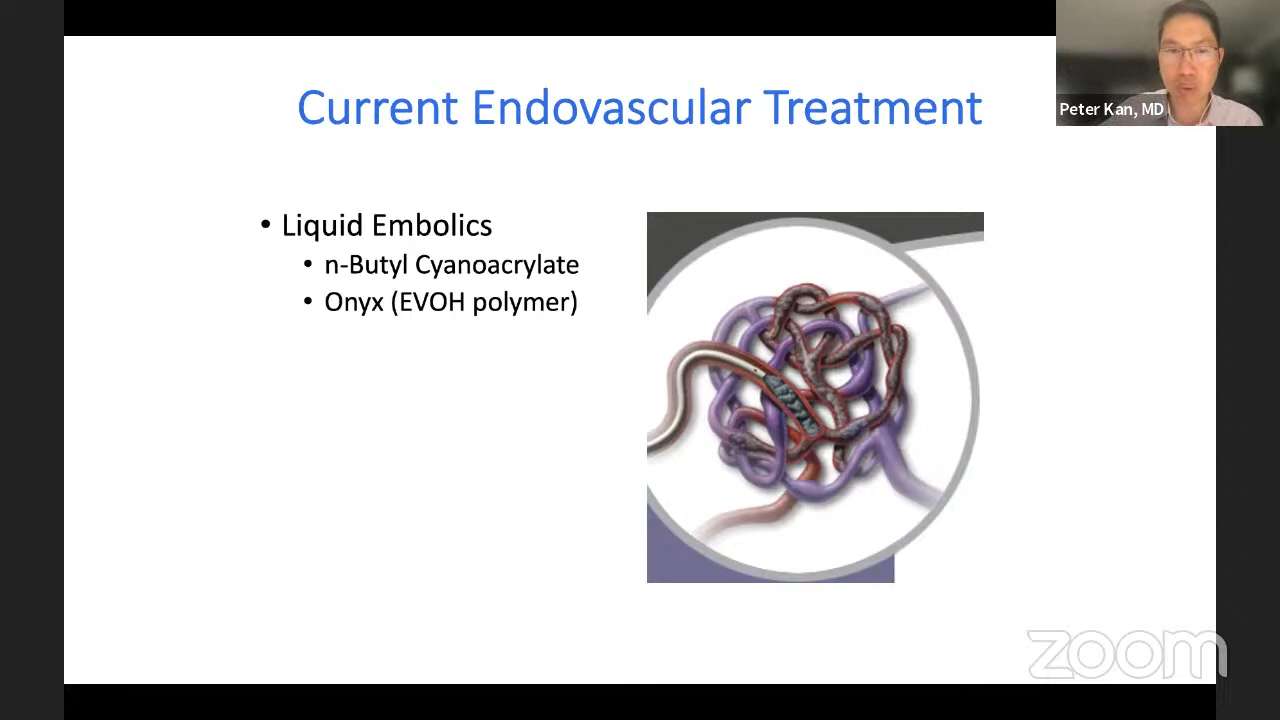 Current Endovascular Treatment
Peter Kan, MD
• Liquid Embolics
• n-Butyl Cyanoacrylate
• Onyx (EVOH polymer)
zoom